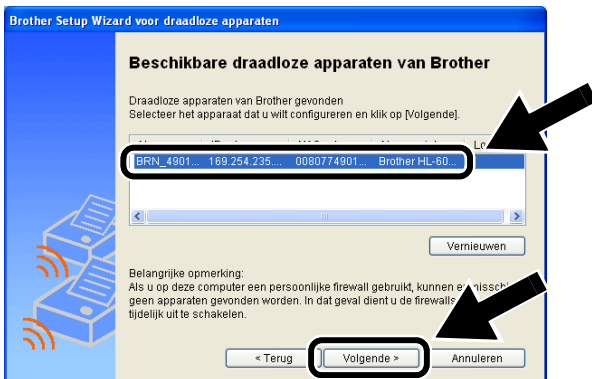 Brother Setup Wizard voor draadloze apparaten
Beschikbare draadloze apparaten van Brother
Draadloze apparaten van Brother gevonden
Selecteer het apparaat dat u wilt configureren en klik op [Volgende].
Lo
BRN_4901... 169.254.235.... 0080774901... Brother HL-60...
Vernieuwen
Belangrijke opmerking:
Als u op deze computer een persoonlijke firewall gebruikt, kunnen er
geen apparaten gevonden worden. In dat geval dient u de firewalls
tijdelijk uit te schakelen.
< Terug Volgende > Annuleren